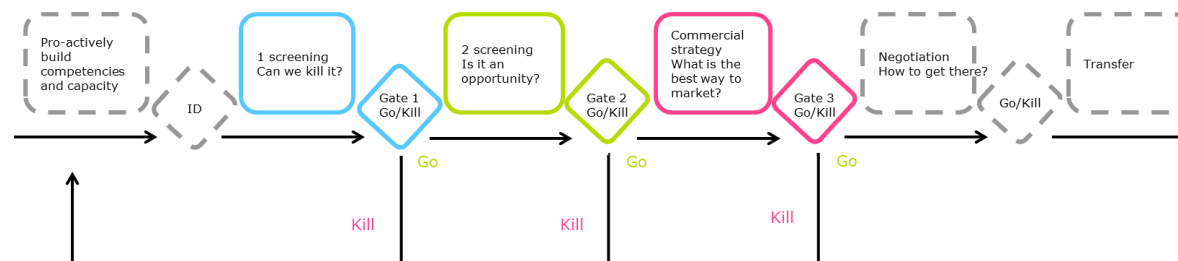 Pro-actively
build
competencies
and capacity
ID
1 screening
Can we kill it?
Gate 1
Go/Kill
2 screening
Is it an
opportunity?
Gate 2
Go/Kill
Commercial
strategy
What is the
best way to
market?
Gate 3
Go/Kill
Negotiation
How to get there?
Go/Kill
Transfer
Go
Go
Go
Kill
Kill
Kill